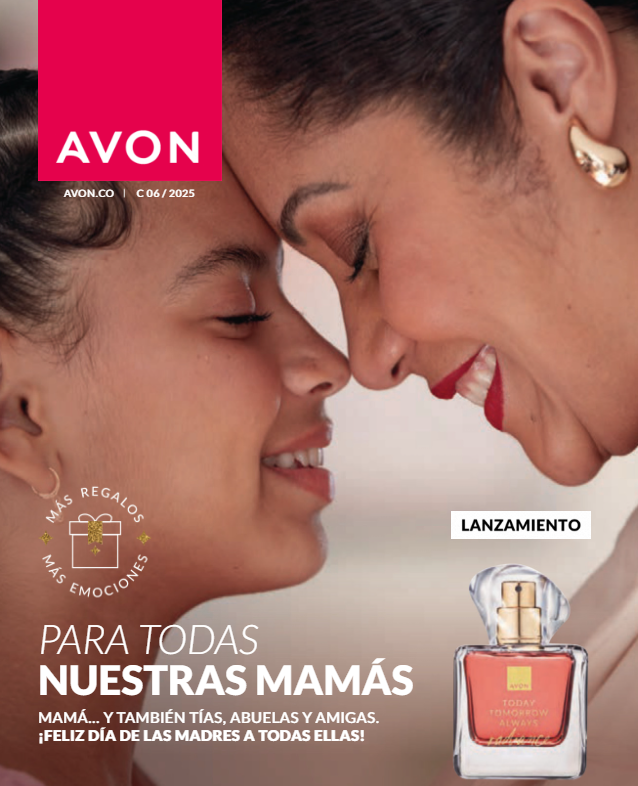 AVON
AVON.CO | C 06 / 2025
MÁS REGALOS
MÁS EMOCIONES
LANZAMIENTO
PARA TODAS
NUESTRAS MAMÁS
MAMÁ... Y TAMBIÉN TÍAS, ABUELAS Y AMIGAS.
¡FELIZ DÍA DE LAS MADRES A TODAS ELLAS!
AVON
TODAY
TOMORROW
ALWAYS